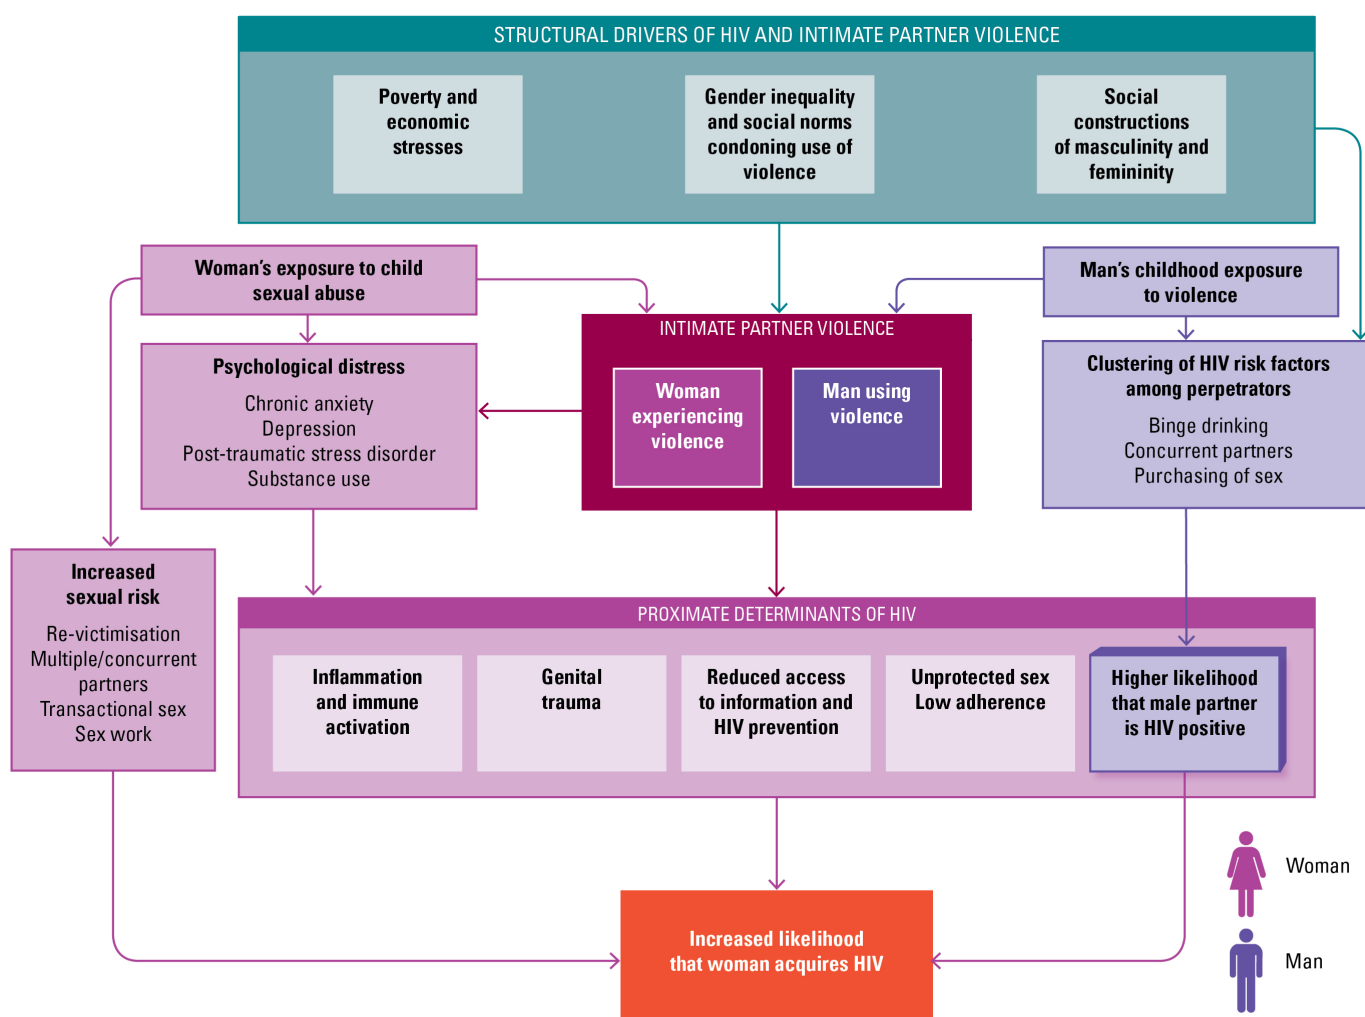 STRUCTURAL DRIVERS OF HIV AND INTIMATE PARTNER VIOLENCE
Poverty and
economic
stresses
Gender inequality
and social norms
condoning use of
violence
Social
constructions
of masculinity and
femininity
Woman’s exposure to child
sexual abuse
Man’s childhood exposure
to violence
INTIMATE PARTNER VIOLENCE
Woman
experiencing
violence
Man using
violence
Psychological distress
Chronic anxiety
Depression
Post-traumatic stress disorder
Substance use
Clustering of HIV risk factors
among perpetrators
Binge drinking
Concurrent partners
Purchasing of sex
Increased
sexual risk
Re-victimisation
Multiple/concurrent
partners
Transactional sex
Sex work
PROXIMATE DETERMINANTS OF HIV
Inflammation
and immune
activation
Genital
trauma
Reduced access
to information and
HIV prevention
Unprotected sex
Low adherence
Higher likelihood
that male partner
is HIV positive
Increased likelihood
that woman acquires HIV
Woman
Man